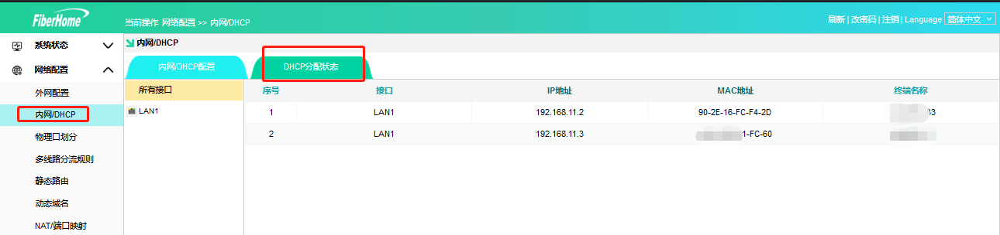 FiberHome
当前操作 网络配置 >> 内网/DHCP
刷新 | 改密码 | 注销 | Language 简体中文
系统状态
网络配置
外网配置
内网/DHCP
物理口划分
多线路分流规则
静态路由
动态域名
NAT/端口映射
内网/DHCP
内网/DHCP配置 DHCP分配状态
所有接口
LAN1
序号 接口 IP地址 MAC地址 终端名称
1 LAN1 192.168.11.2 90-2E-16-FC-F4-2D
2 LAN1 192.168.11.3 1-FC-60